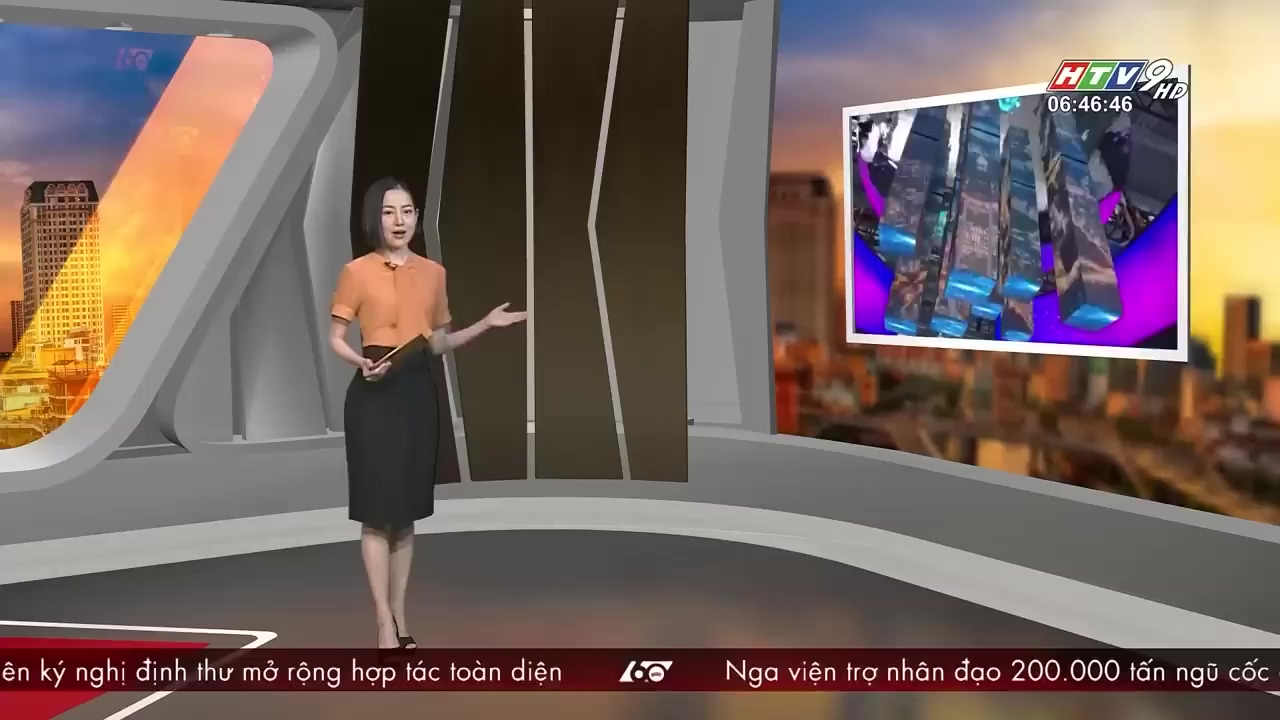 HTV9
HD
06:46:46
ên ký nghị định thư mở rộng hợp tác toàn diện 60 Nga viện trợ nhân đạo 200.000 tấn ngũ cốc